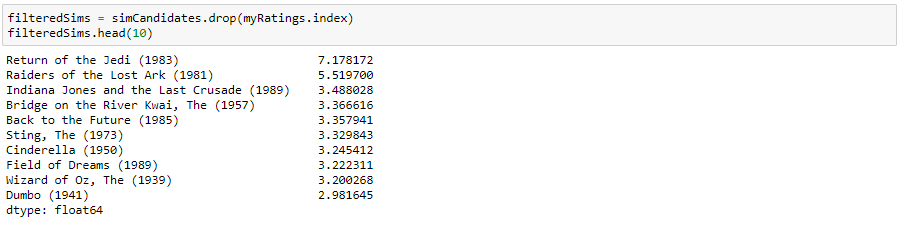 filteredSims = simCandidates.drop(myRatings.index)
filteredSims.head(10)
Return of the Jedi (1983) 7.178172
Raiders of the Lost Ark (1981) 5.519700
Indiana Jones and the Last Crusade (1989) 3.488028
Bridge on the River Kwai, The (1957) 3.366616
Back to the Future (1985) 3.357941
Sting, The (1973) 3.329843
Cinderella (1950) 3.245412
Field of Dreams (1989) 3.222311
Wizard of Oz, The (1939) 3.200268
Dumbo (1941) 2.981645
dtype: float64